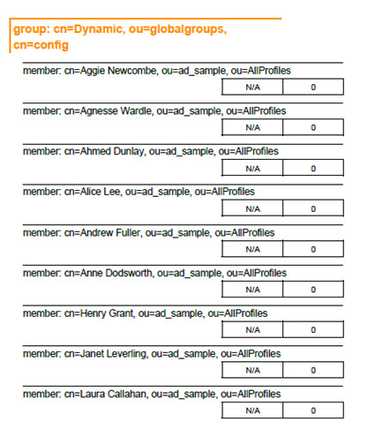 group: cn=Dynamic, ou=globalgroups,
cn=config
member: cn=Aggie Newcombe, ou=ad_sample, ou=AllProfiles
N/A 0
member: cn=Agnesse Wardle, ou=ad_sample, ou=AllProfiles
N/A 0
member: cn=Ahmed Dunlay, ou=ad_sample, ou=AllProfiles
N/A 0
member: cn=Alice Lee, ou=ad_sample, ou=AllProfiles
N/A 0
member: cn=Andrew Fuller, ou=ad_sample, ou=AllProfiles
N/A 0
member: cn=Anne Dodsworth, ou=ad_sample, ou=AllProfiles
N/A 0
member: cn=Henry Grant, ou=ad_sample, ou=AllProfiles
N/A 0
member: cn=Janet Leverling, ou=ad_sample, ou=AllProfiles
N/A 0
member: cn=Laura Callahan, ou=ad_sample, ou=AllProfiles
N/A 0